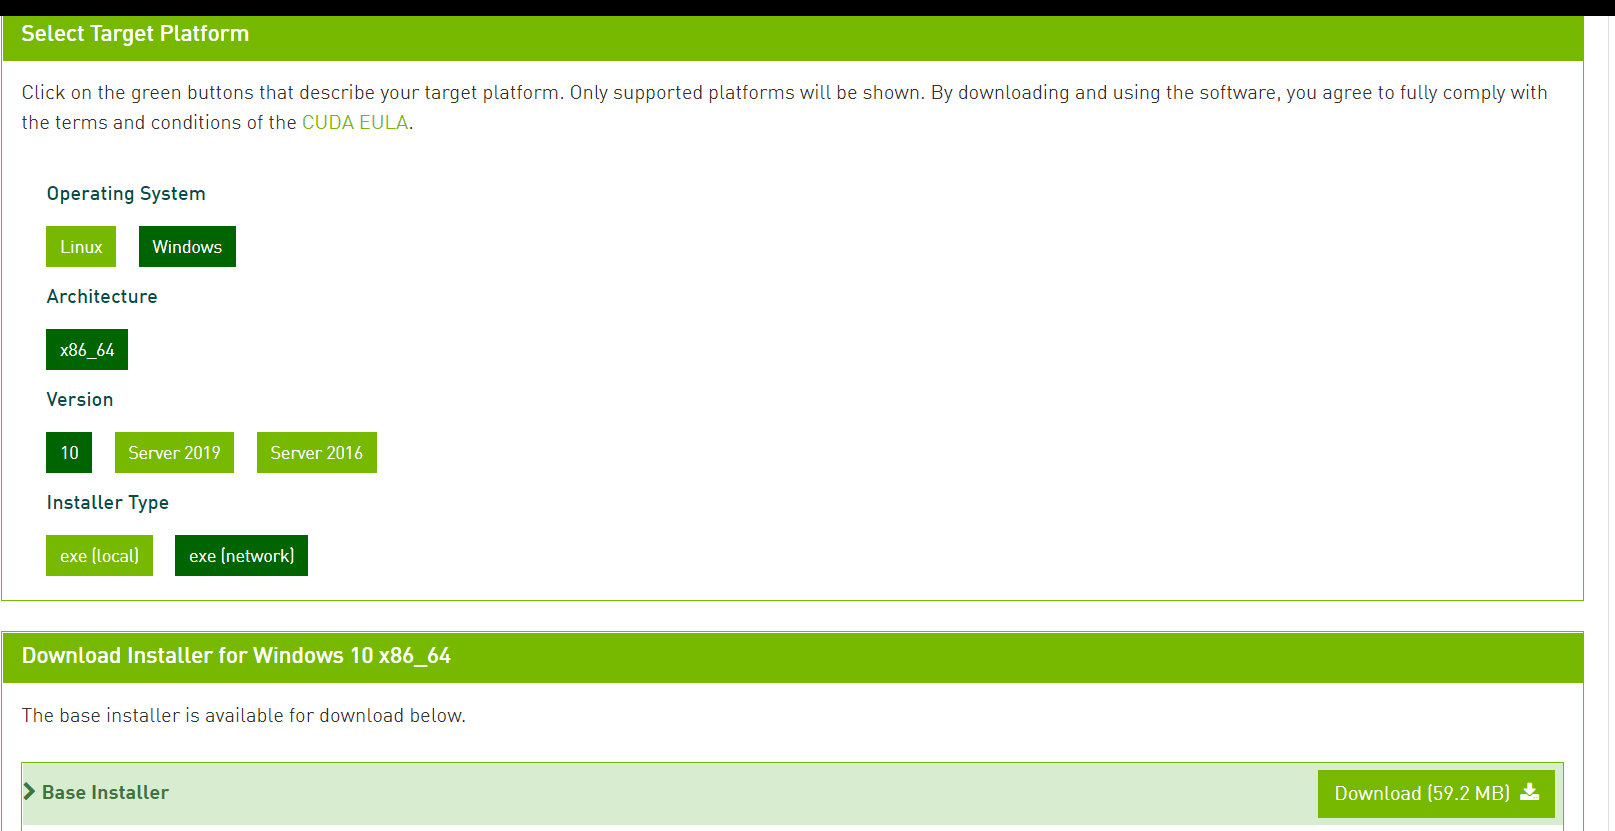 Select Target Platform
Click on the green buttons that describe your target platform. Only supported platforms will be shown. By downloading and using the software, you agree to fully comply with
the terms and conditions of the CUDA EULA.
Operating System
Linux Windows
Architecture
x86_64
Version
10 Server 2019 Server 2016
Installer Type
exe (local) exe (network)
Download Installer for Windows 10 x86_64
The base installer is available for download below.
Base Installer Download (59.2 MB)